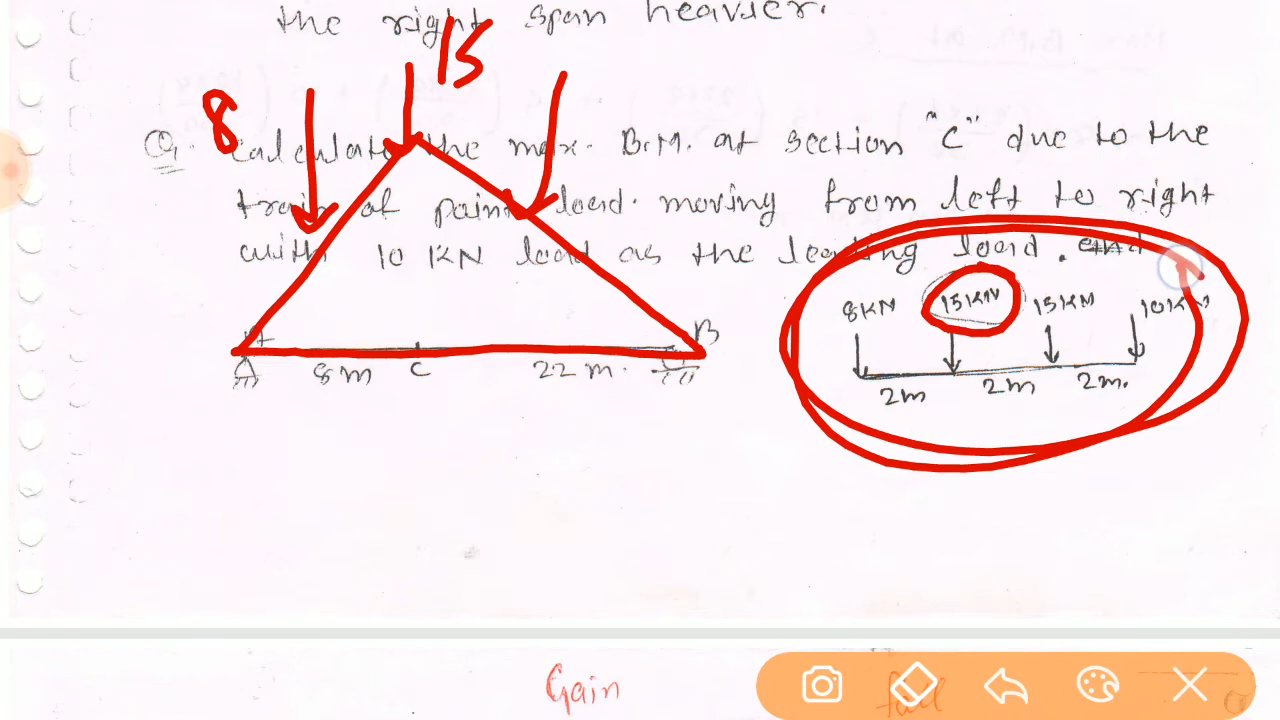 the right span heavier.
15
8
Q. Calculate the max. B.M. at section "C" due to the
train of point load. moving from left to right
with 10 KN load as the leading load. and
8KN 15KN 15KN 10KN
A B
8m C 22m.
2m 2m 2m.
Gain fall